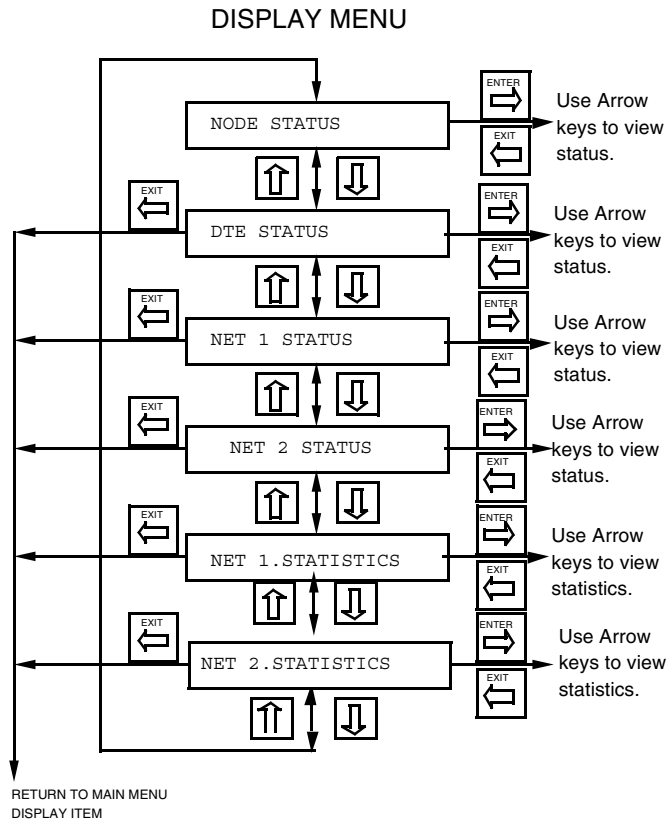 DISPLAY MENU
ENTER
NODE STATUS
EXIT
Use Arrow
keys to view
status.
EXIT
ENTER
DTE STATUS
EXIT
Use Arrow
keys to view
status.
EXIT
ENTER
NET 1 STATUS
EXIT
Use Arrow
keys to view
status.
EXIT
ENTER
NET 2 STATUS
EXIT
Use Arrow
keys to view
status.
EXIT
ENTER
NET 1.STATISTICS
EXIT
Use Arrow
keys to view
statistics.
EXIT
ENTER
NET 2.STATISTICS
EXIT
Use Arrow
keys to view
statistics.
RETURN TO MAIN MENU
DISPLAY ITEM